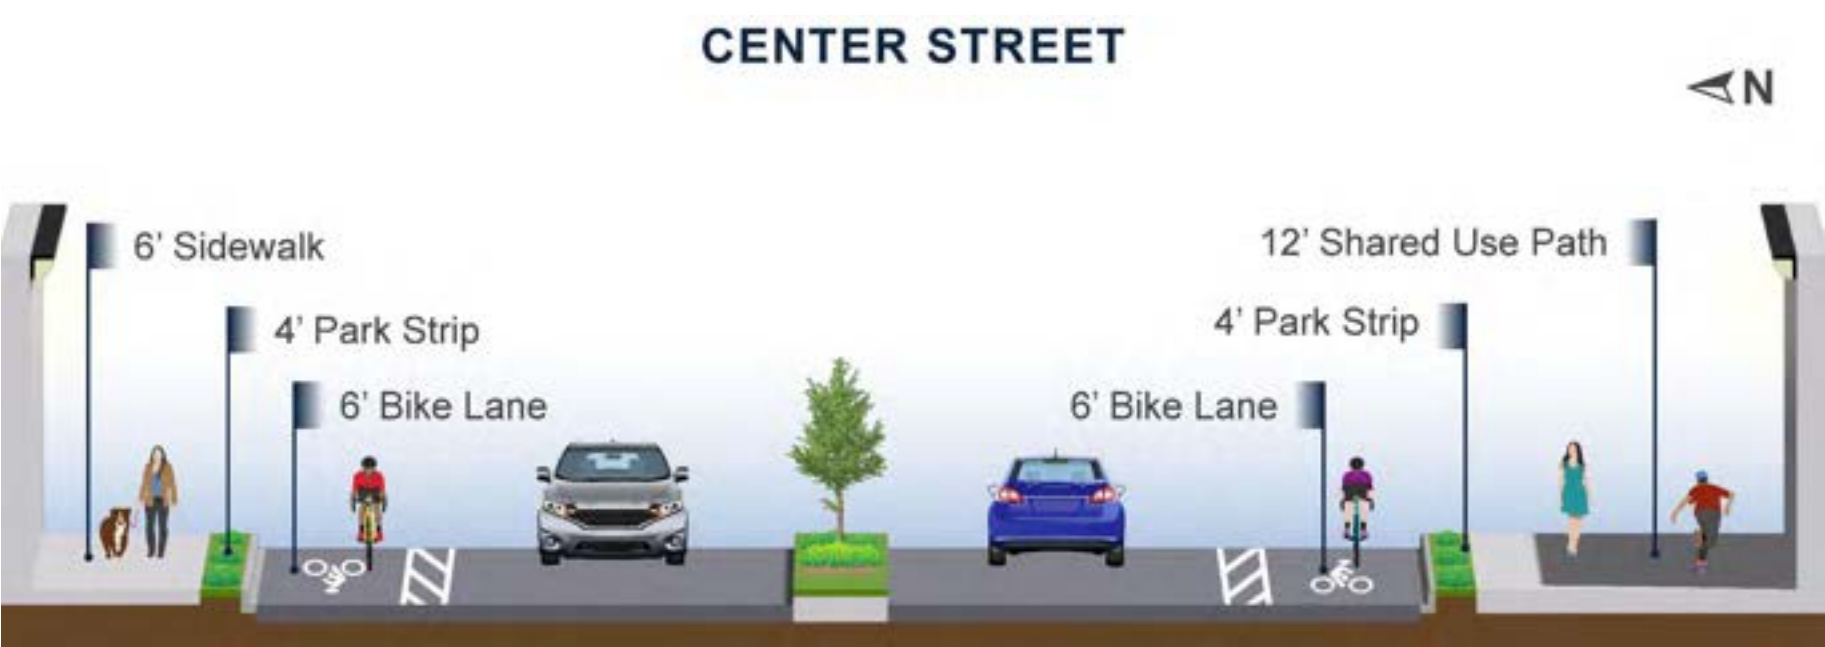 CENTER STREET
N
6’ Sidewalk
12’ Shared Use Path
4’ Park Strip
4’ Park Strip
6’ Bike Lane
6’ Bike Lane